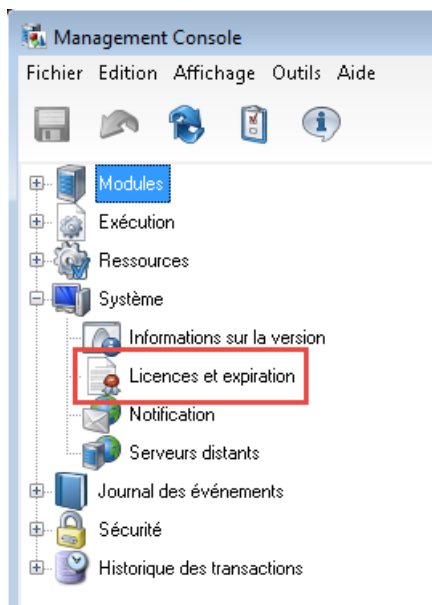 Management Console
Fichier Edition Affichage Outils Aide
Modules
Exécution
Ressources
Système
Informations sur la version
Licences et expiration
Notification
Serveurs distants
Journal des événements
Sécurité
Historique des transactions